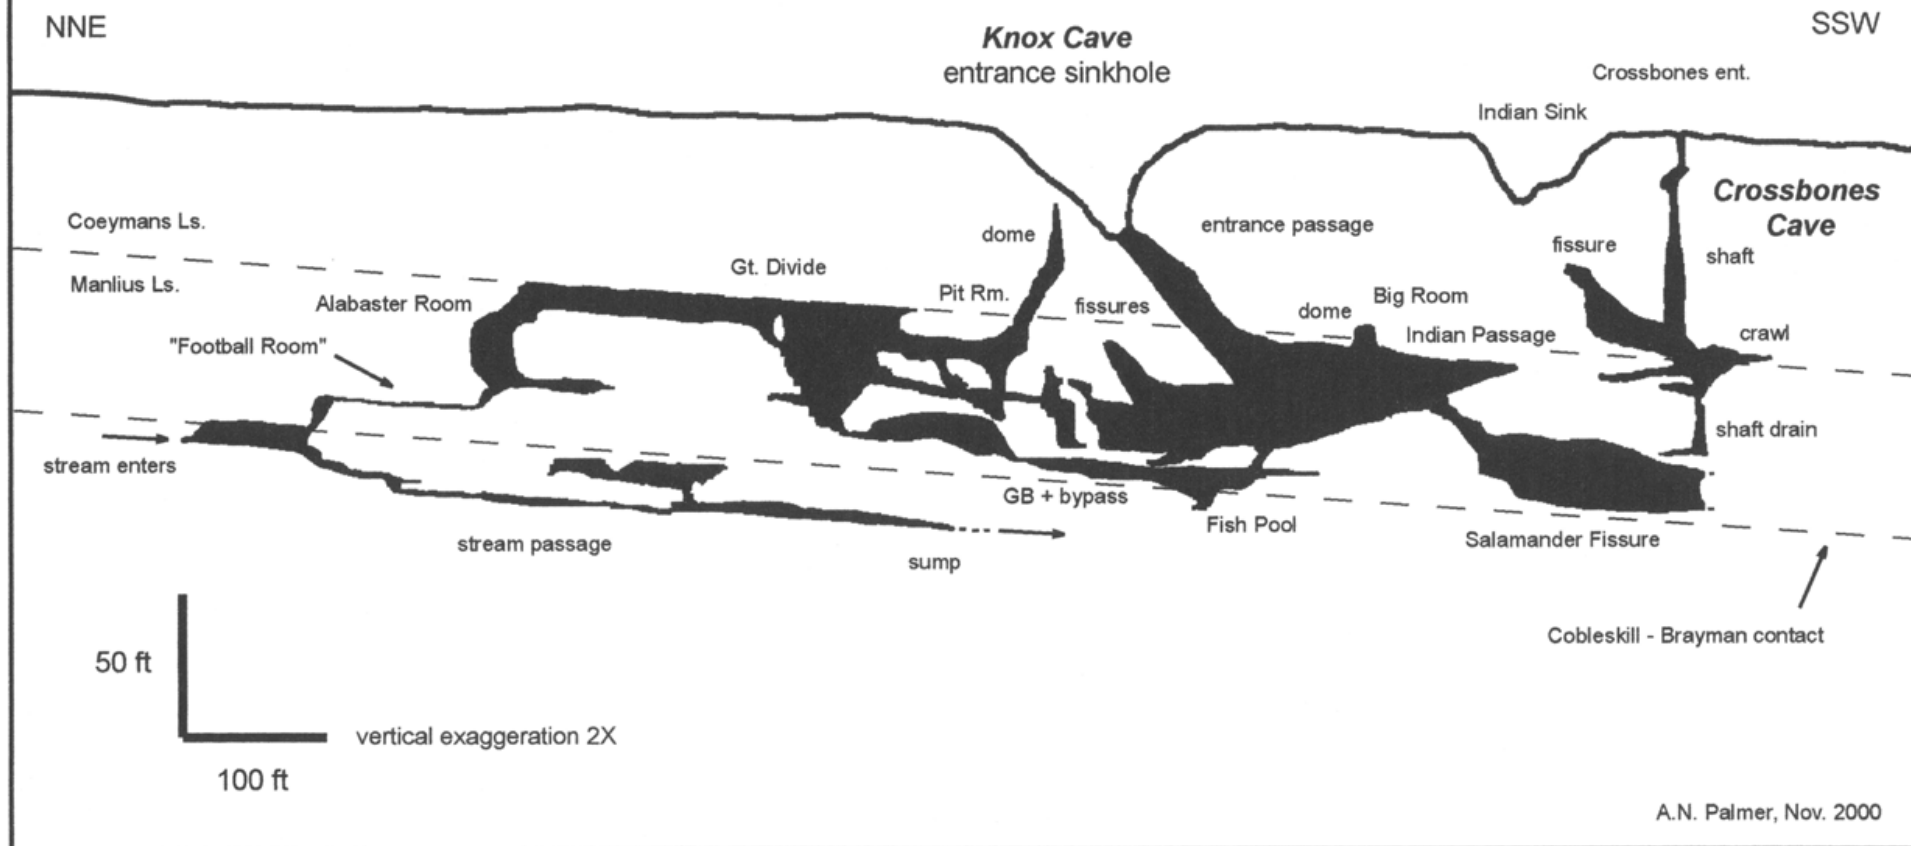 NNE
Knox Cave
entrance sinkhole
SSW
Crossbones ent.
Indian Sink
Crossbones
Cave
Coeymans Ls.
Manlius Ls.
dome
entrance passage
fissure
shaft
Gt. Divide
Alabaster Room
Pit Rm.
fissures
dome
Big Room
Indian Passage
crawl
"Football Room"
shaft drain
stream enters
GB + bypass
Fish Pool
Salamander Fissure
stream passage
sump
Cobleskill - Brayman contact
50 ft
vertical exaggeration 2X
100 ft
A.N. Palmer, Nov. 2000